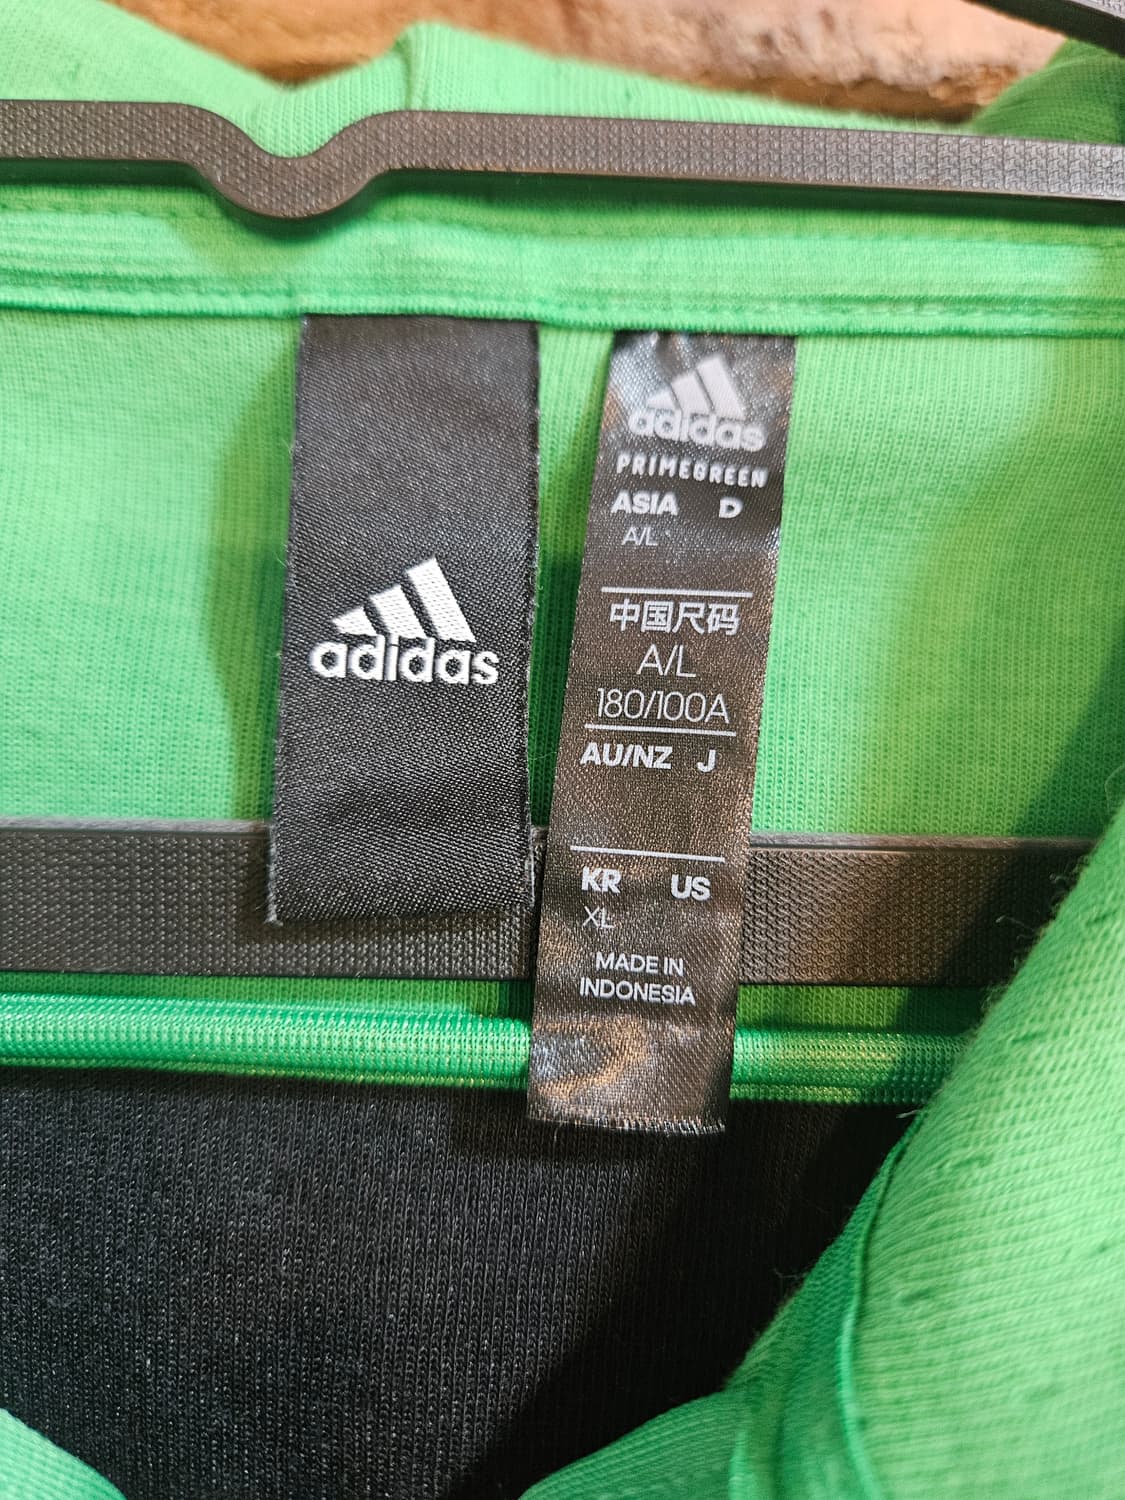 adidas
adidas
PRIMEGREEN
ASIA D
A/L
中国尺码
A/L
180/100A
AU/NZ J
KR US
XL
MADE IN
INDONESIA